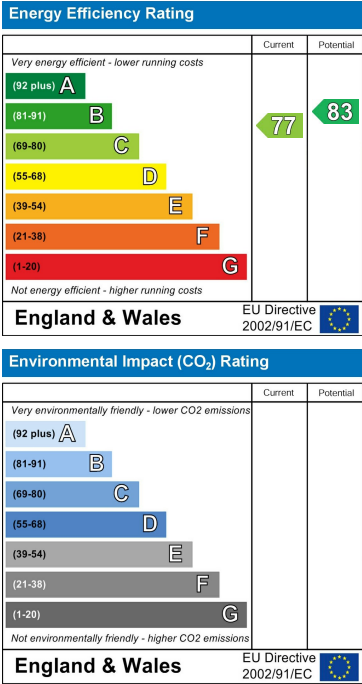 Energy Efficiency Rating
Current Potential
Very energy efficient - lower running costs
(92 plus) A
(81-91) B
(69-80) C
(55-68) D
(39-54) E
(21-38) F
(1-20) G
77
83
Not energy efficient - higher running costs
England & Wales
EU Directive
2002/91/EC
Environmental Impact (CO₂) Rating
Current Potential
Very environmentally friendly - lower CO2 emissions
(92 plus) A
(81-91) B
(69-80) C
(55-68) D
(39-54) E
(21-38) F
(1-20) G
Not environmentally friendly - higher CO2 emissions
England & Wales
EU Directive
2002/91/EC